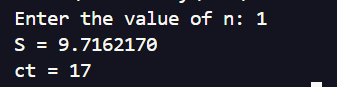 Enter the value of n: 1
S = 9.7162170
ct = 17